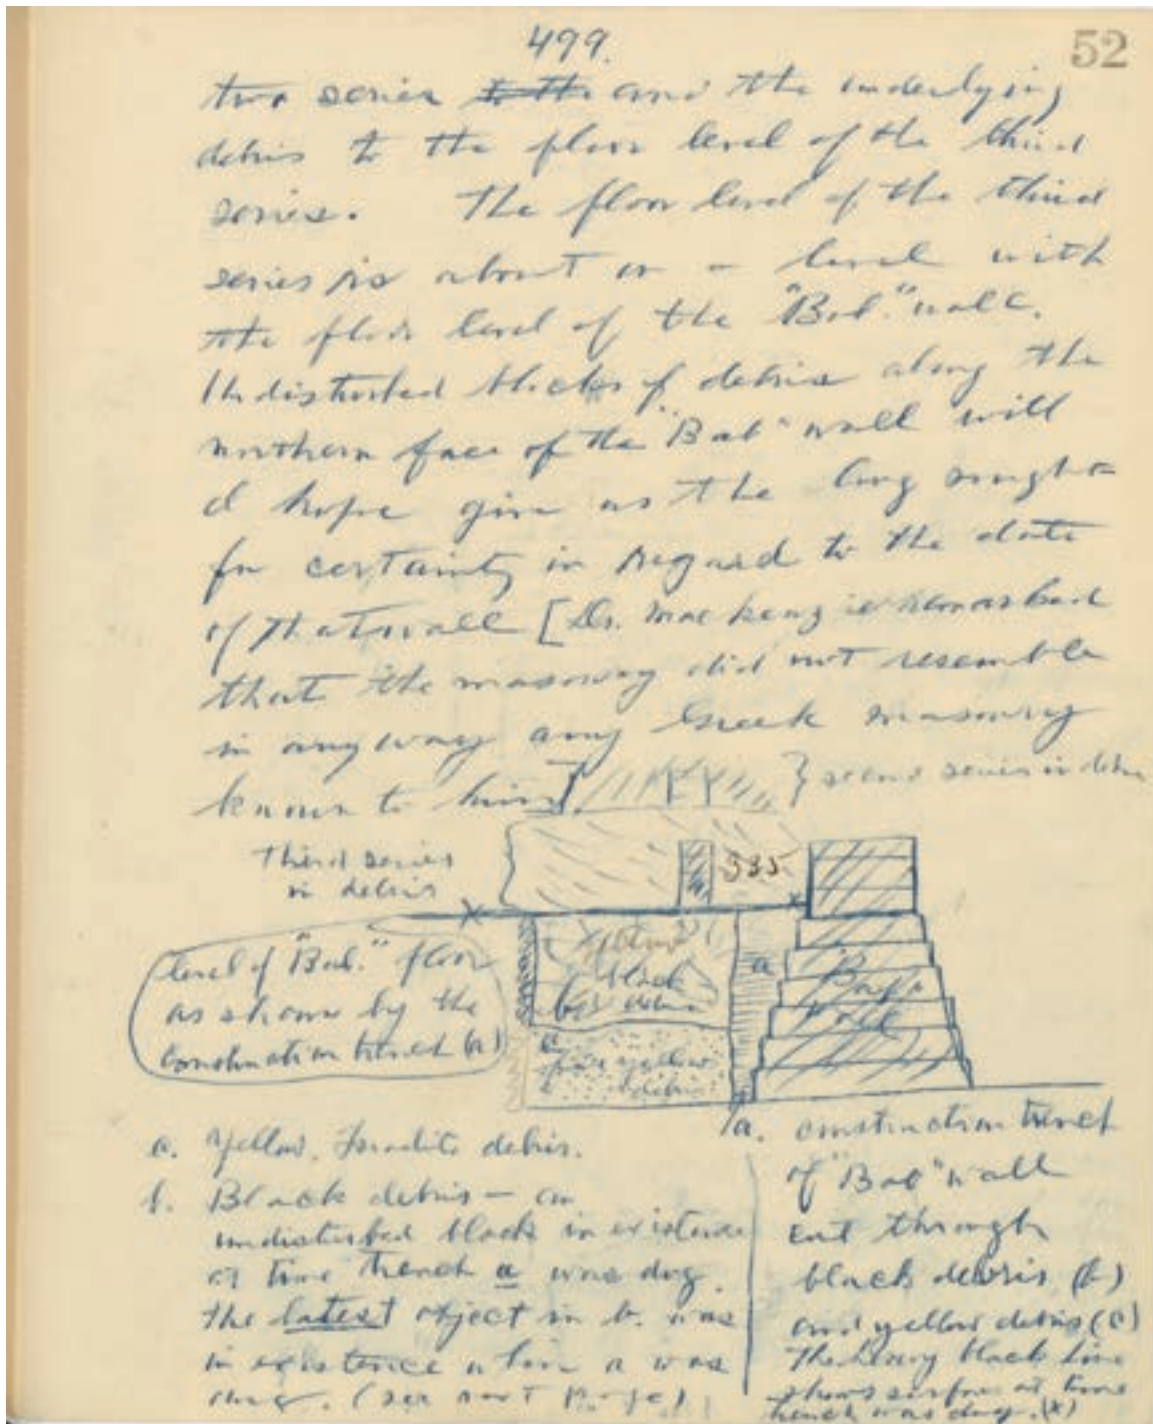 499.
52
two series to the and the underlying
debris to the floor level of the third
series. The floor level of the third
series is about on a level with
the floor level of the "Bab." wall.
Undisturbed blocks of debris along the
northern face of the "Bab" wall will
I hope give us the long sought
for certainty in regard to the date
of that wall [Dr. Mackenzie remarked
that the masonry did not resemble
in any way any Greek masonry
known to him]
second series in debris
Third series
in debris
335
level of "Bab." floor
as shown by the
construction trench (a)
yellow
black
b debris
a
Bab
Wall
c
yellow
debris
c. Yellow, Israelite debris.
b. Black debris – an
undisturbed block in existence
at time trench a was dug.
The latest object in b. was
in existence when a was
dug. (see next page)
a. construction trench
of "Bab" wall
cut through
black debris (b)
and yellow debris (c)
The heavy black line
shows surface at time
trench was dug. (x)